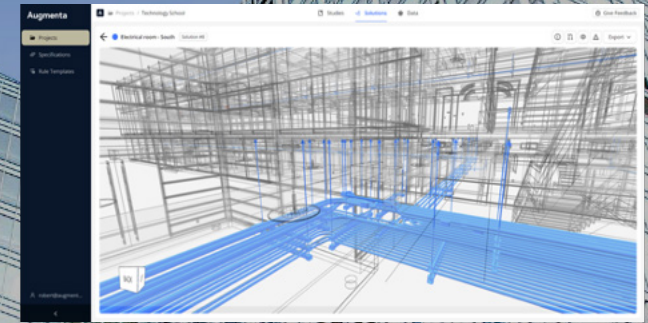 Augmenta
Projects / Technology School
Studies
Solutions
Data
Give Feedback
Projects
Specifications
Rule Templates
Electrical room - South
Export